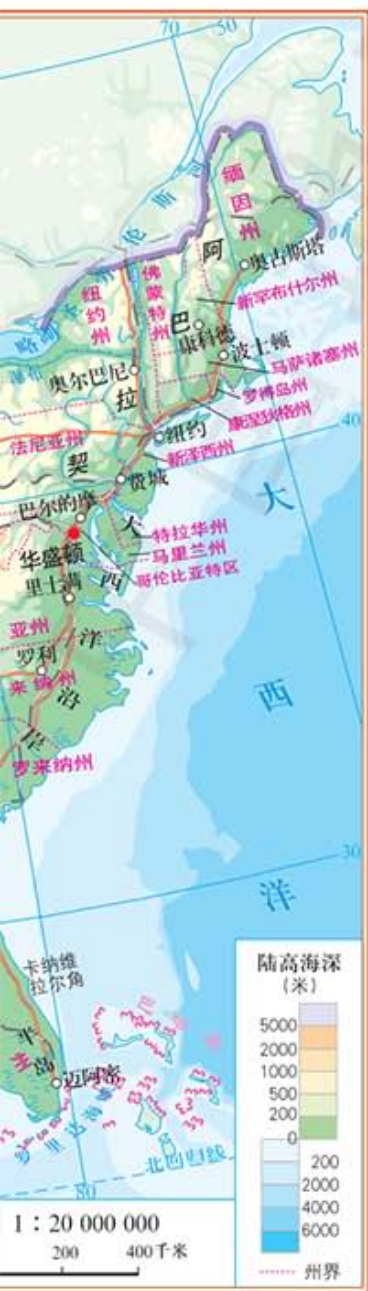 70
50
缅因州
阿
奥古斯塔
新罕布什尔州
佛蒙特州
纽约州
巴
康科德
波士顿
马萨诸塞州
罗得岛州
康涅狄格州
奥尔巴尼
拉
40
纽约
法尼亚州
契
新泽西州
费城
大
巴尔的摩
大
特拉华州
马里兰州
哥伦比亚特区
华盛顿
西
里士满
亚州
洋
罗利
来纳州
沿
西
岸
罗来纳州
30
洋
卡纳维
拉尔角
半
岛
州
迈阿密
北回归线
80
陆高海深
(米)
5000
2000
1000
500
200
0
200
2000
4000
6000
州界
1:20 000 000
200
400千米